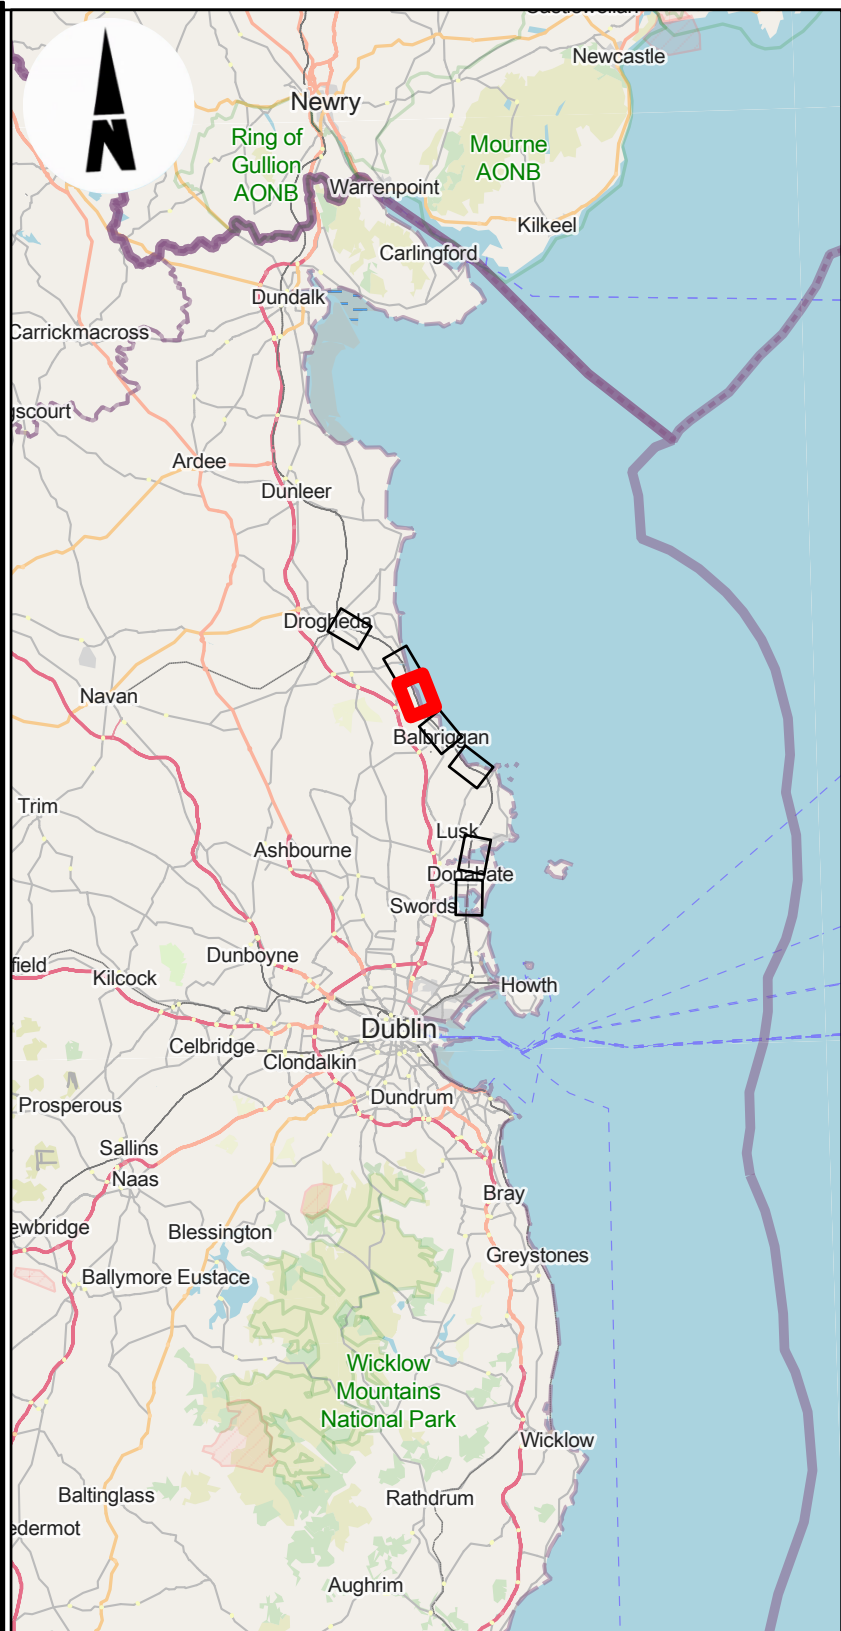 Newcastle
Newry
Ring of
Gullion
AONB
Mourne
AONB
Warrenpoint
Kilkeel
Carlingford
Dundalk
Carrickmacross
gscourt
Ardee
Dunleer
Drogheda
Navan
Balbriggan
Trim
Lusk
Ashbourne
Donabate
Swords
Dunboyne
field
Kilcock
Howth
Dublin
Celbridge
Clondalkin
Dundrum
Prosperous
Sallins
Naas
Bray
ewbridge
Blessington
Greystones
Ballymore Eustace
Wicklow
Mountains
National Park
Wicklow
Baltinglass
Rathdrum
edermot
Aughrim
N